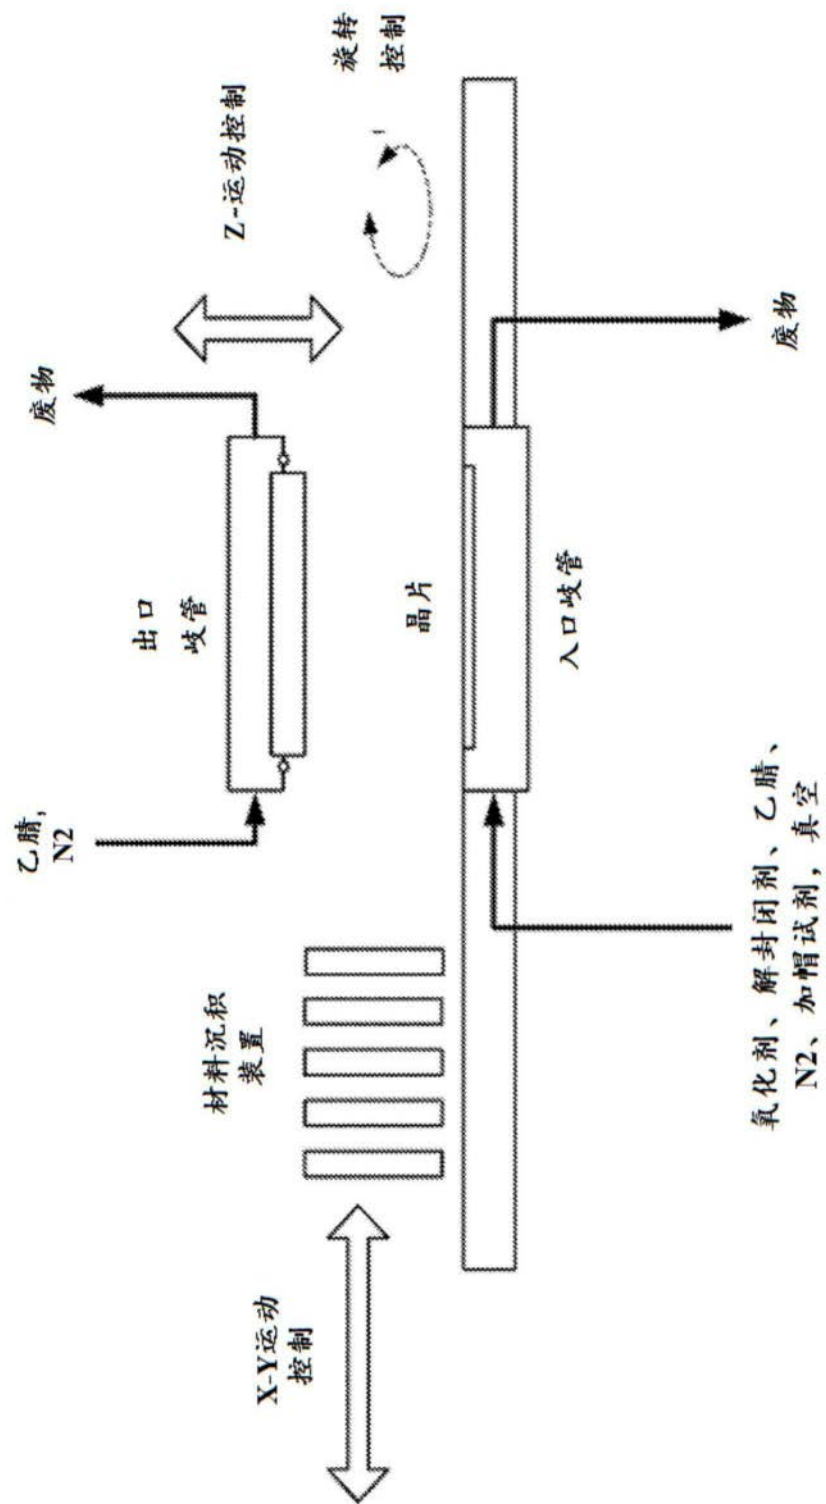 X-Y运动
控制
材料沉积
装置
乙腈,
N2
出口
岐管
废物
Z-运动控制
旋转
控制
晶片
入口岐管
氧化剂、解封闭剂、乙腈、
N2、加帽试剂，真空
废物